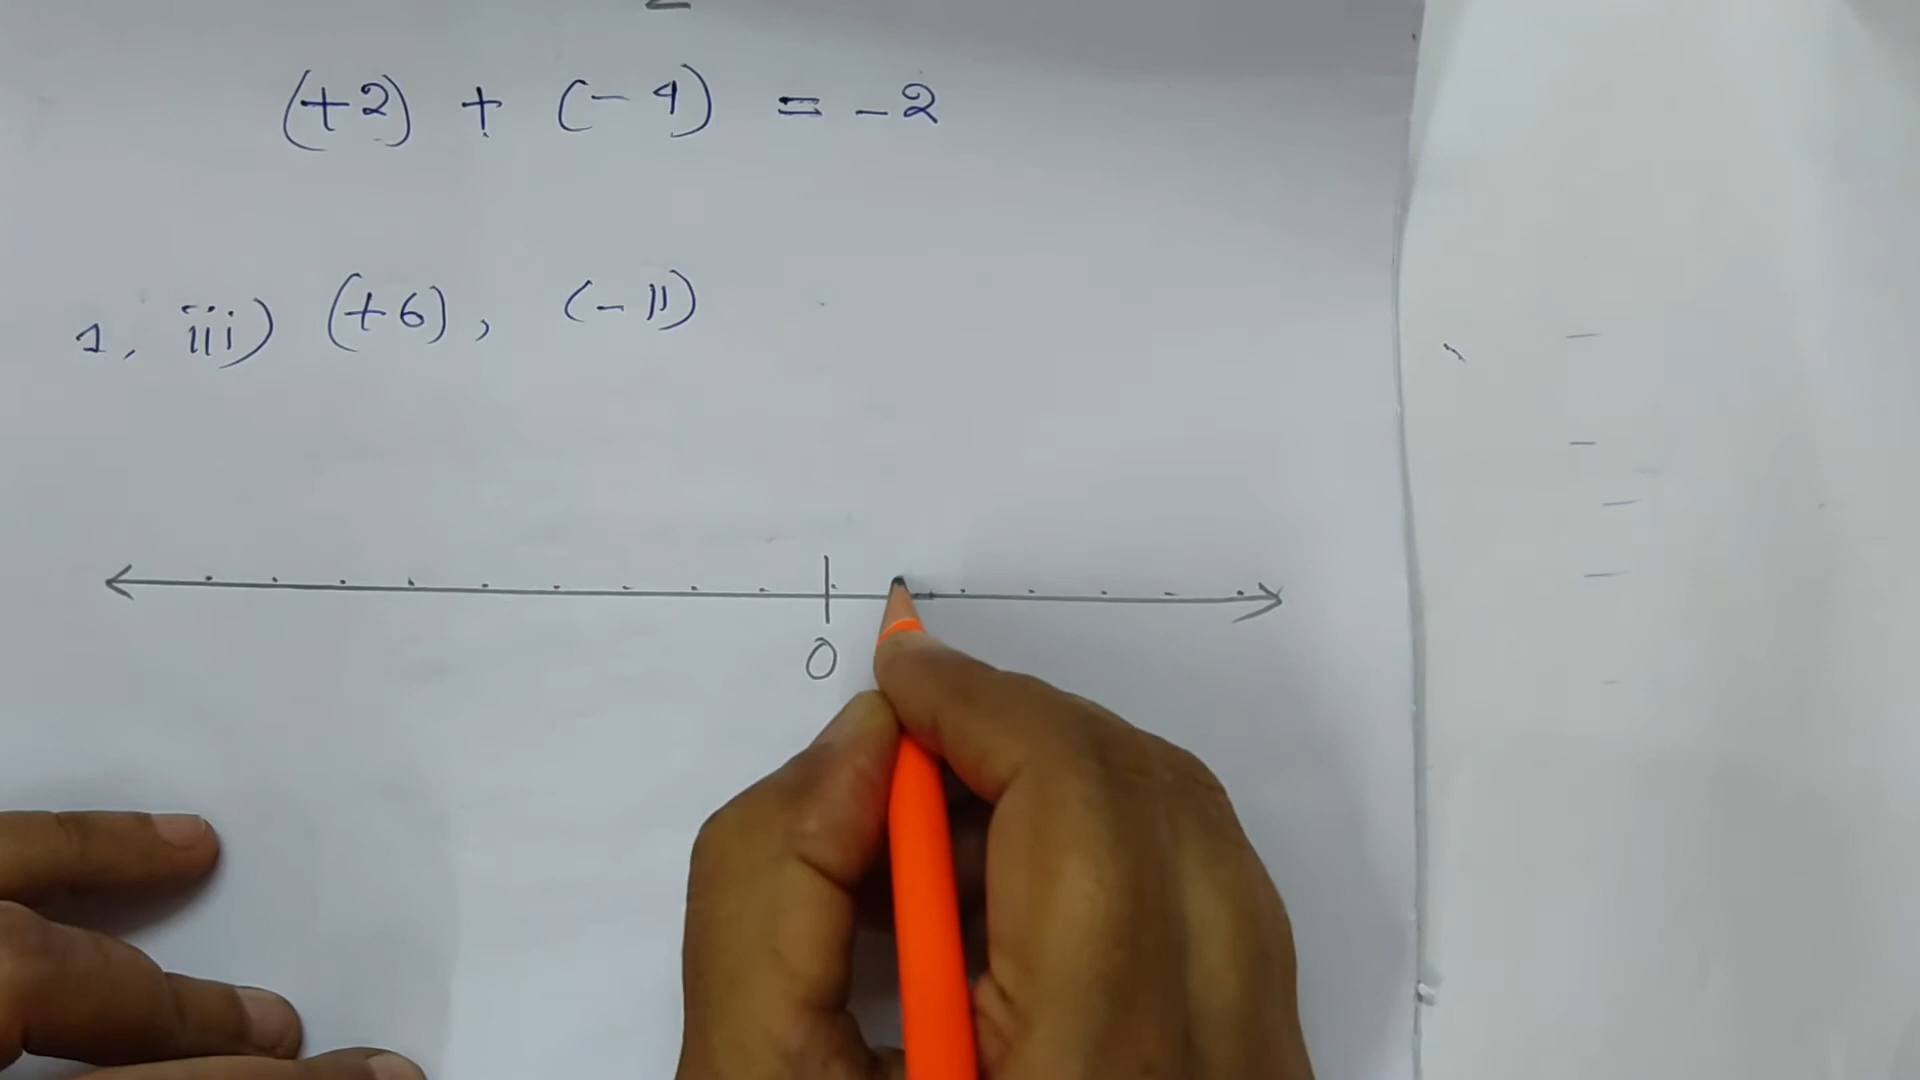 (+2) + (-4) = -2
1, iii) (+6), (-11)
0